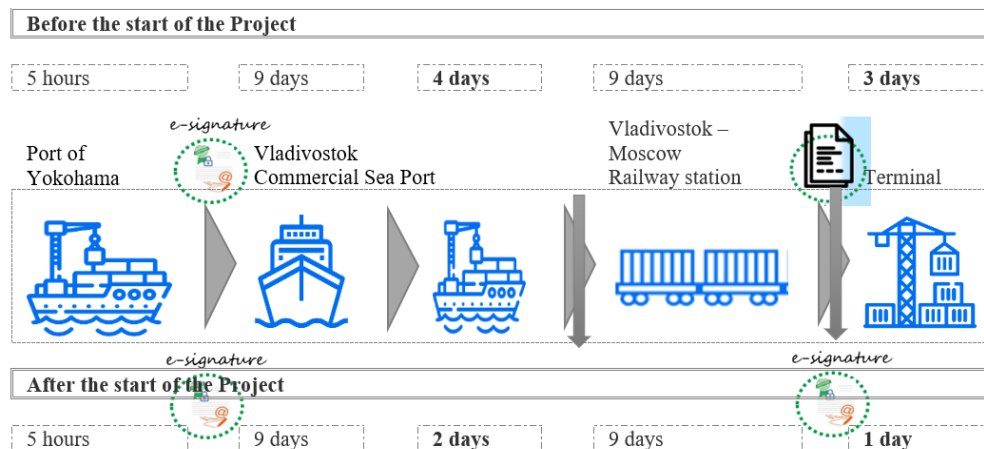 Before the start of the Project
5 hours
9 days
4 days
9 days
3 days
e-signature
Port of
Yokohama
Vladivostok
Commercial Sea Port
Vladivostok –
Moscow
Railway station
Terminal
e-signature
e-signature
After the start of the Project
5 hours
9 days
2 days
9 days
1 day